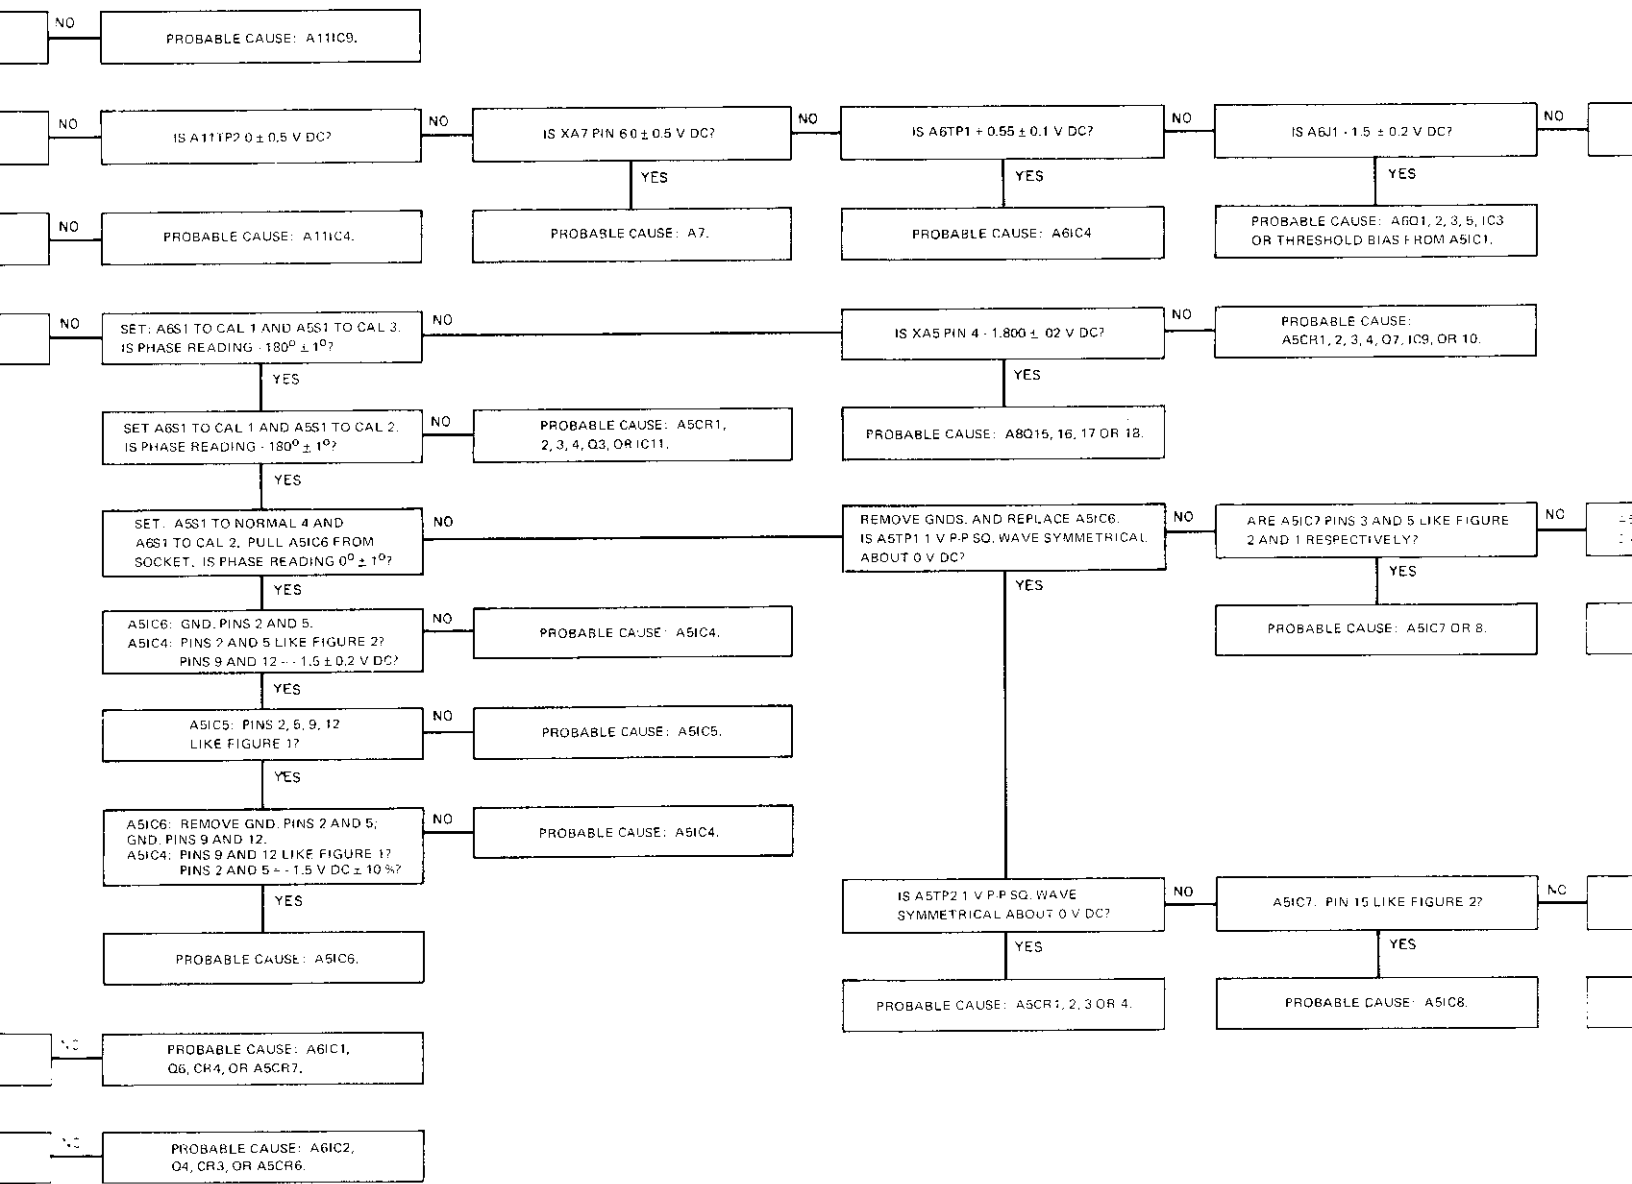 NO
PROBABLE CAUSE: A11IC9.
NO
IS A11TP2 0 ± 0.5 V DC?
NO
IS XA7 PIN 6 0 ± 0.5 V DC?
NO
IS A6TP1 + 0.55 ± 0.1 V DC?
NO
IS A6J1 - 1.5 ± 0.2 V DC?
NO
YES
YES
YES
NO
PROBABLE CAUSE: A11IC4.
PROBABLE CAUSE: A7.
PROBABLE CAUSE: A6IC4
PROBABLE CAUSE: A6Q1, 2, 3, 5, IC3
OR THRESHOLD BIAS FROM A5IC1.
NO
SET: A6S1 TO CAL 1 AND A5S1 TO CAL 3.
IS PHASE READING - 180° ± 1°?
NO
IS XA5 PIN 4 - 1.800 ± 02 V DC?
NO
PROBABLE CAUSE:
A5CR1, 2, 3, 4, Q7, IC9, OR 10.
YES
YES
SET A6S1 TO CAL 1 AND A5S1 TO CAL 2.
IS PHASE READING - 180° ± 1°?
NO
PROBABLE CAUSE: A5CR1,
2, 3, 4, Q3, OR IC11.
PROBABLE CAUSE: A8Q15, 16, 17 OR 18.
YES
SET. A5S1 TO NORMAL 4 AND
A6S1 TO CAL 2. PULL A5IC6 FROM
SOCKET. IS PHASE READING 0° ± 1°?
NO
REMOVE GNDS. AND REPLACE A5IC6.
IS A5TP1 1 V P-P SQ. WAVE SYMMETRICAL
ABOUT 0 V DC?
NO
ARE A5IC7 PINS 3 AND 5 LIKE FIGURE
2 AND 1 RESPECTIVELY?
NO
YES
YES
YES
A5IC6: GND. PINS 2 AND 5.
A5IC4: PINS 2 AND 5 LIKE FIGURE 2?
PINS 9 AND 12 - - 1.5 ± 0.2 V DC?
NO
PROBABLE CAUSE: A5IC4.
PROBABLE CAUSE: A5IC7 OR 8.
YES
A5IC5: PINS 2, 5, 9, 12
LIKE FIGURE 1?
NO
PROBABLE CAUSE: A5IC5.
YES
A5IC6: REMOVE GND. PINS 2 AND 5;
GND. PINS 9 AND 12.
A5IC4: PINS 9 AND 12 LIKE FIGURE 1?
PINS 2 AND 5 = - 1.5 V DC ± 10 %?
NO
PROBABLE CAUSE: A5IC4.
YES
IS A5TP2 1 V P-P SQ. WAVE
SYMMETRICAL ABOUT 0 V DC?
NO
A5IC7. PIN 15 LIKE FIGURE 2?
NO
YES
YES
PROBABLE CAUSE: A5IC6.
PROBABLE CAUSE: A5CR1, 2, 3 OR 4.
PROBABLE CAUSE: A5IC8.
NO
PROBABLE CAUSE: A6IC1,
Q6, CR4, OR A5CR7.
NO
PROBABLE CAUSE: A6IC2,
Q4, CR3, OR A5CR6.